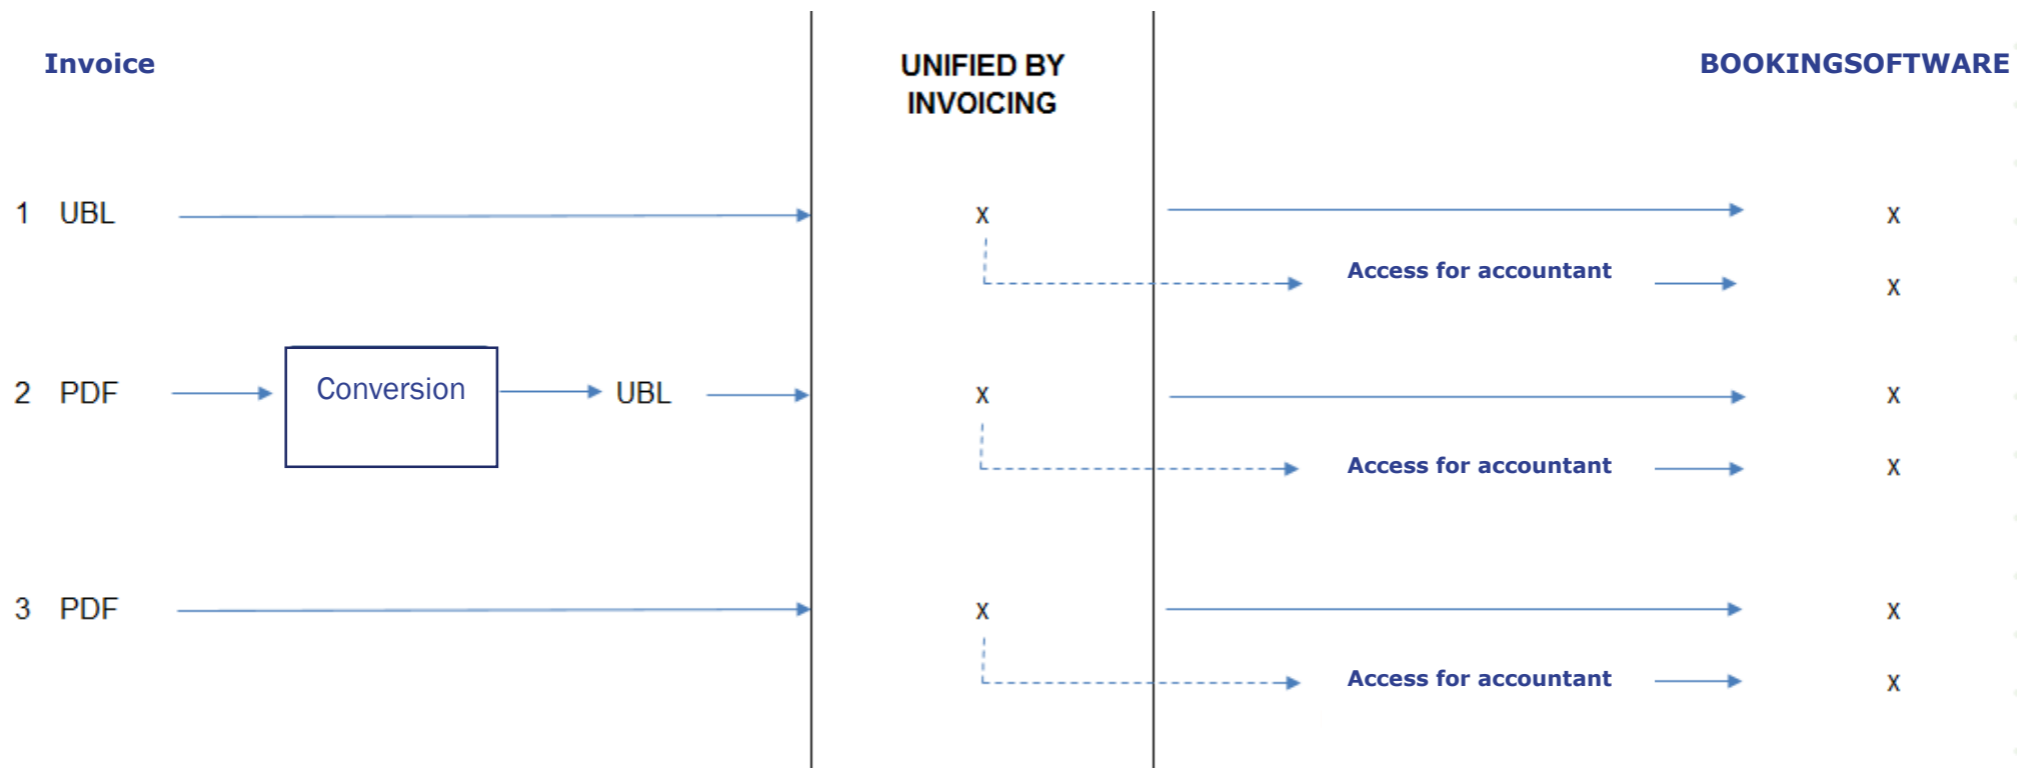 Invoice
UNIFIED BY
INVOICING
BOOKINGSOFTWARE
1 UBL
X
X
Access for accountant
X
2 PDF
Conversion
UBL
X
X
Access for accountant
X
3 PDF
X
X
Access for accountant
X